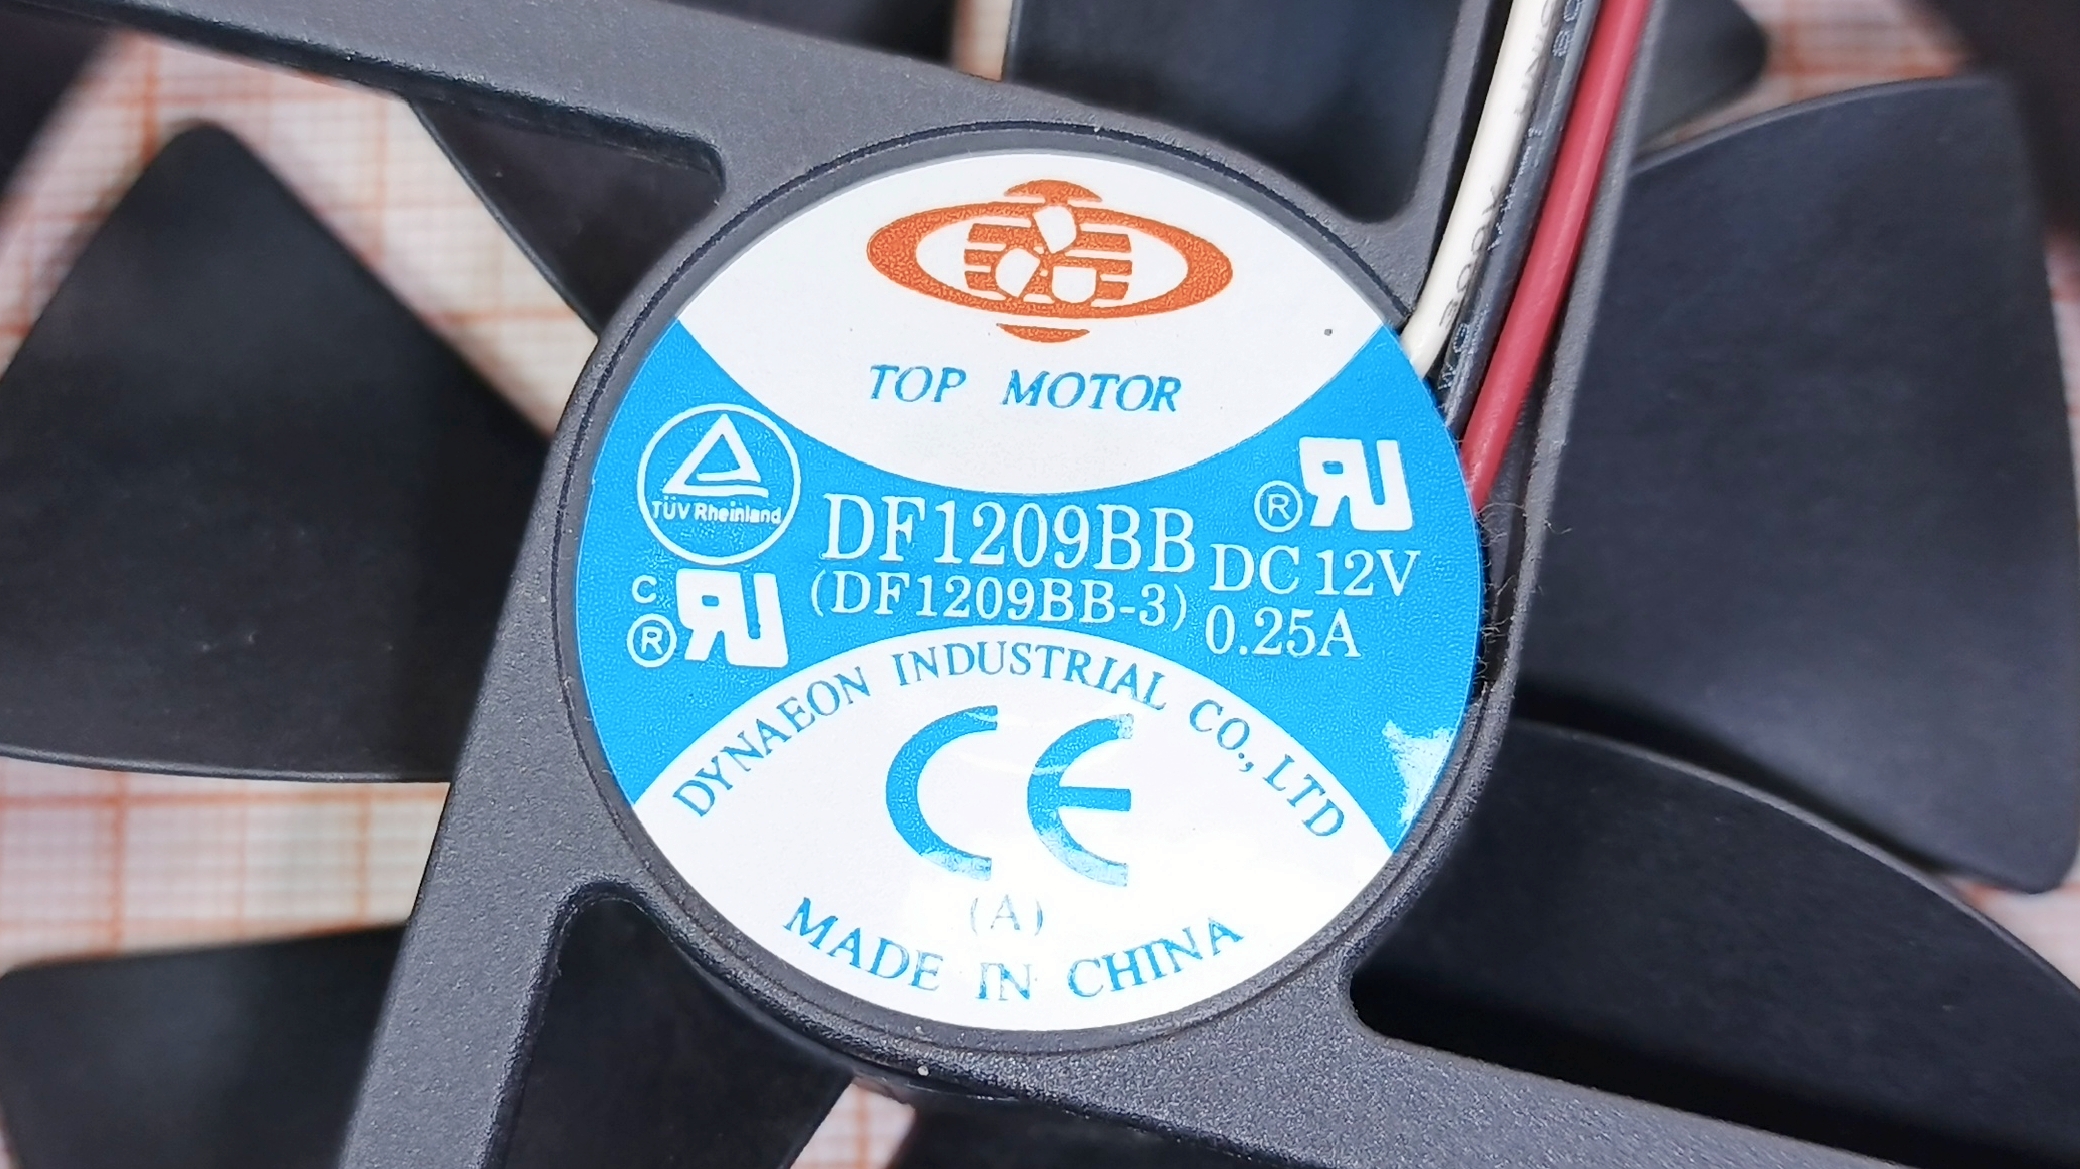 TOP MOTOR
TÜV Rheinland
DF1209BB
(DF1209BB-3)
C
®
®
DC 12V
0.25A
DYNAEON INDUSTRIAL CO., LTD
CE
(A)
MADE IN CHINA